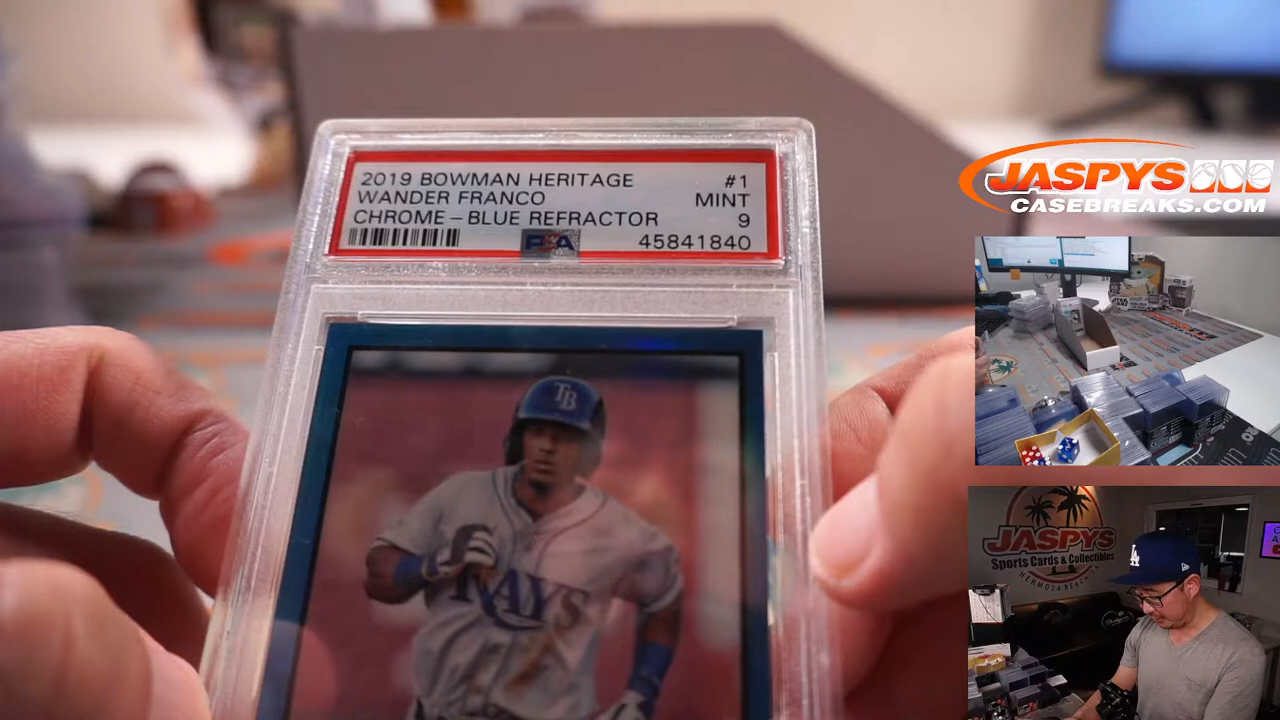 2019 BOWMAN HERITAGE #1
WANDER FRANCO MINT
CHROME – BLUE REFRACTOR 9
PSA 45841840
TB
RAYS
JASPYS
CASEBREAKS.COM
JASPYS
Sports Cards & Collectibles
HERMOSA BEACH
LA